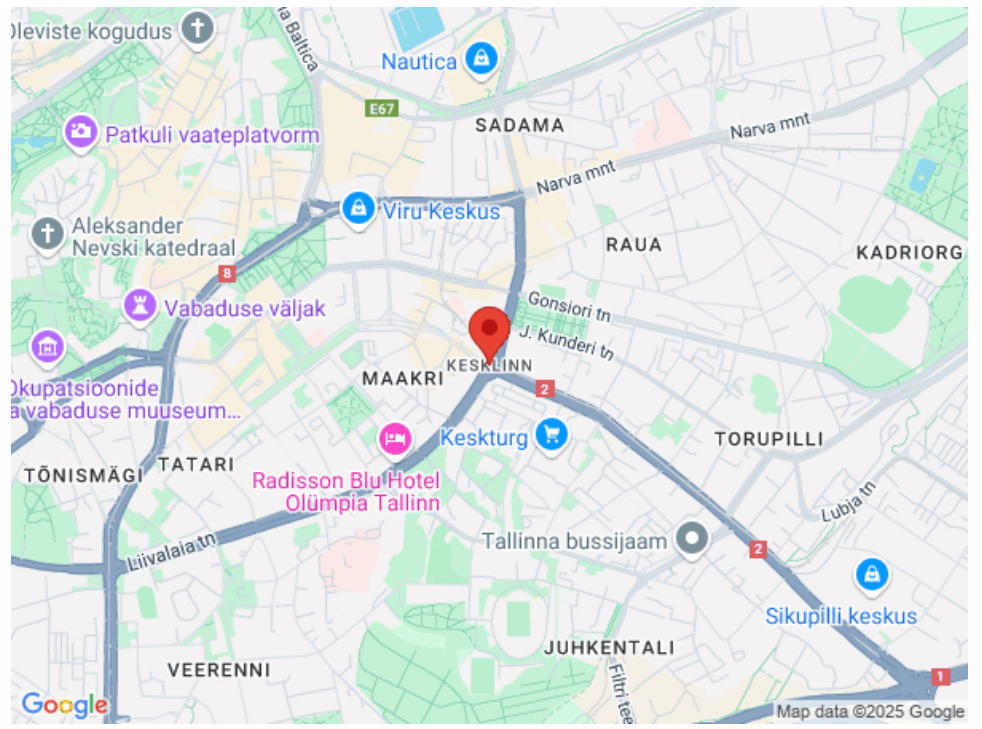 Oleviste kogudus
a Baltica
Nautica
E67
SADAMA
Narva mnt
Patkuli vaateplatvorm
Narva mnt
Viru Keskus
Aleksander
Nevski katedraal
RAUA
KADRIORG
8
Vabaduse väljak
Gonsiori tn
J. Kunderi tn
KESKLINN
MAAKRI
2
Okupatsioonide
a vabaduse muuseum...
Keskturg
TORUPILLI
TATARI
TÕNISMÄGI
Radisson Blu Hotel
Olümpia Tallinn
Lubja tn
Liivalaia tn
Tallinna bussijaam
2
Sikupilli keskus
JUHKENTALI
VEERENNI
Filtri tee
1
Google
Map data ©2025 Google